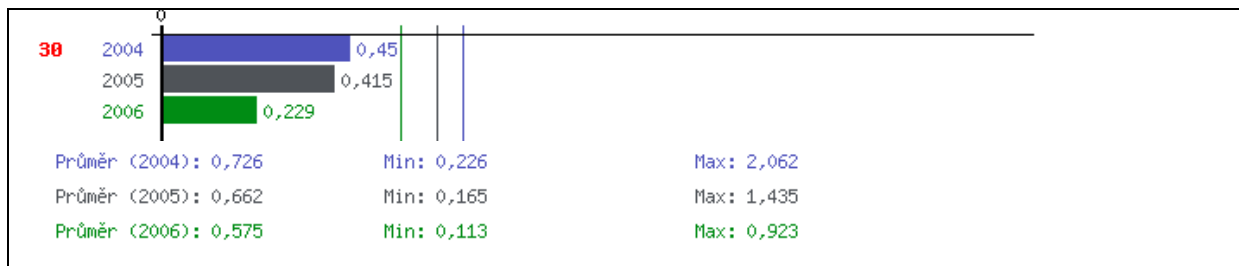 0
30 2004 0,45
2005 0,415
2006 0,229
Průměr (2004): 0,726 Min: 0,226 Max: 2,062
Průměr (2005): 0,662 Min: 0,165 Max: 1,435
Průměr (2006): 0,575 Min: 0,113 Max: 0,923